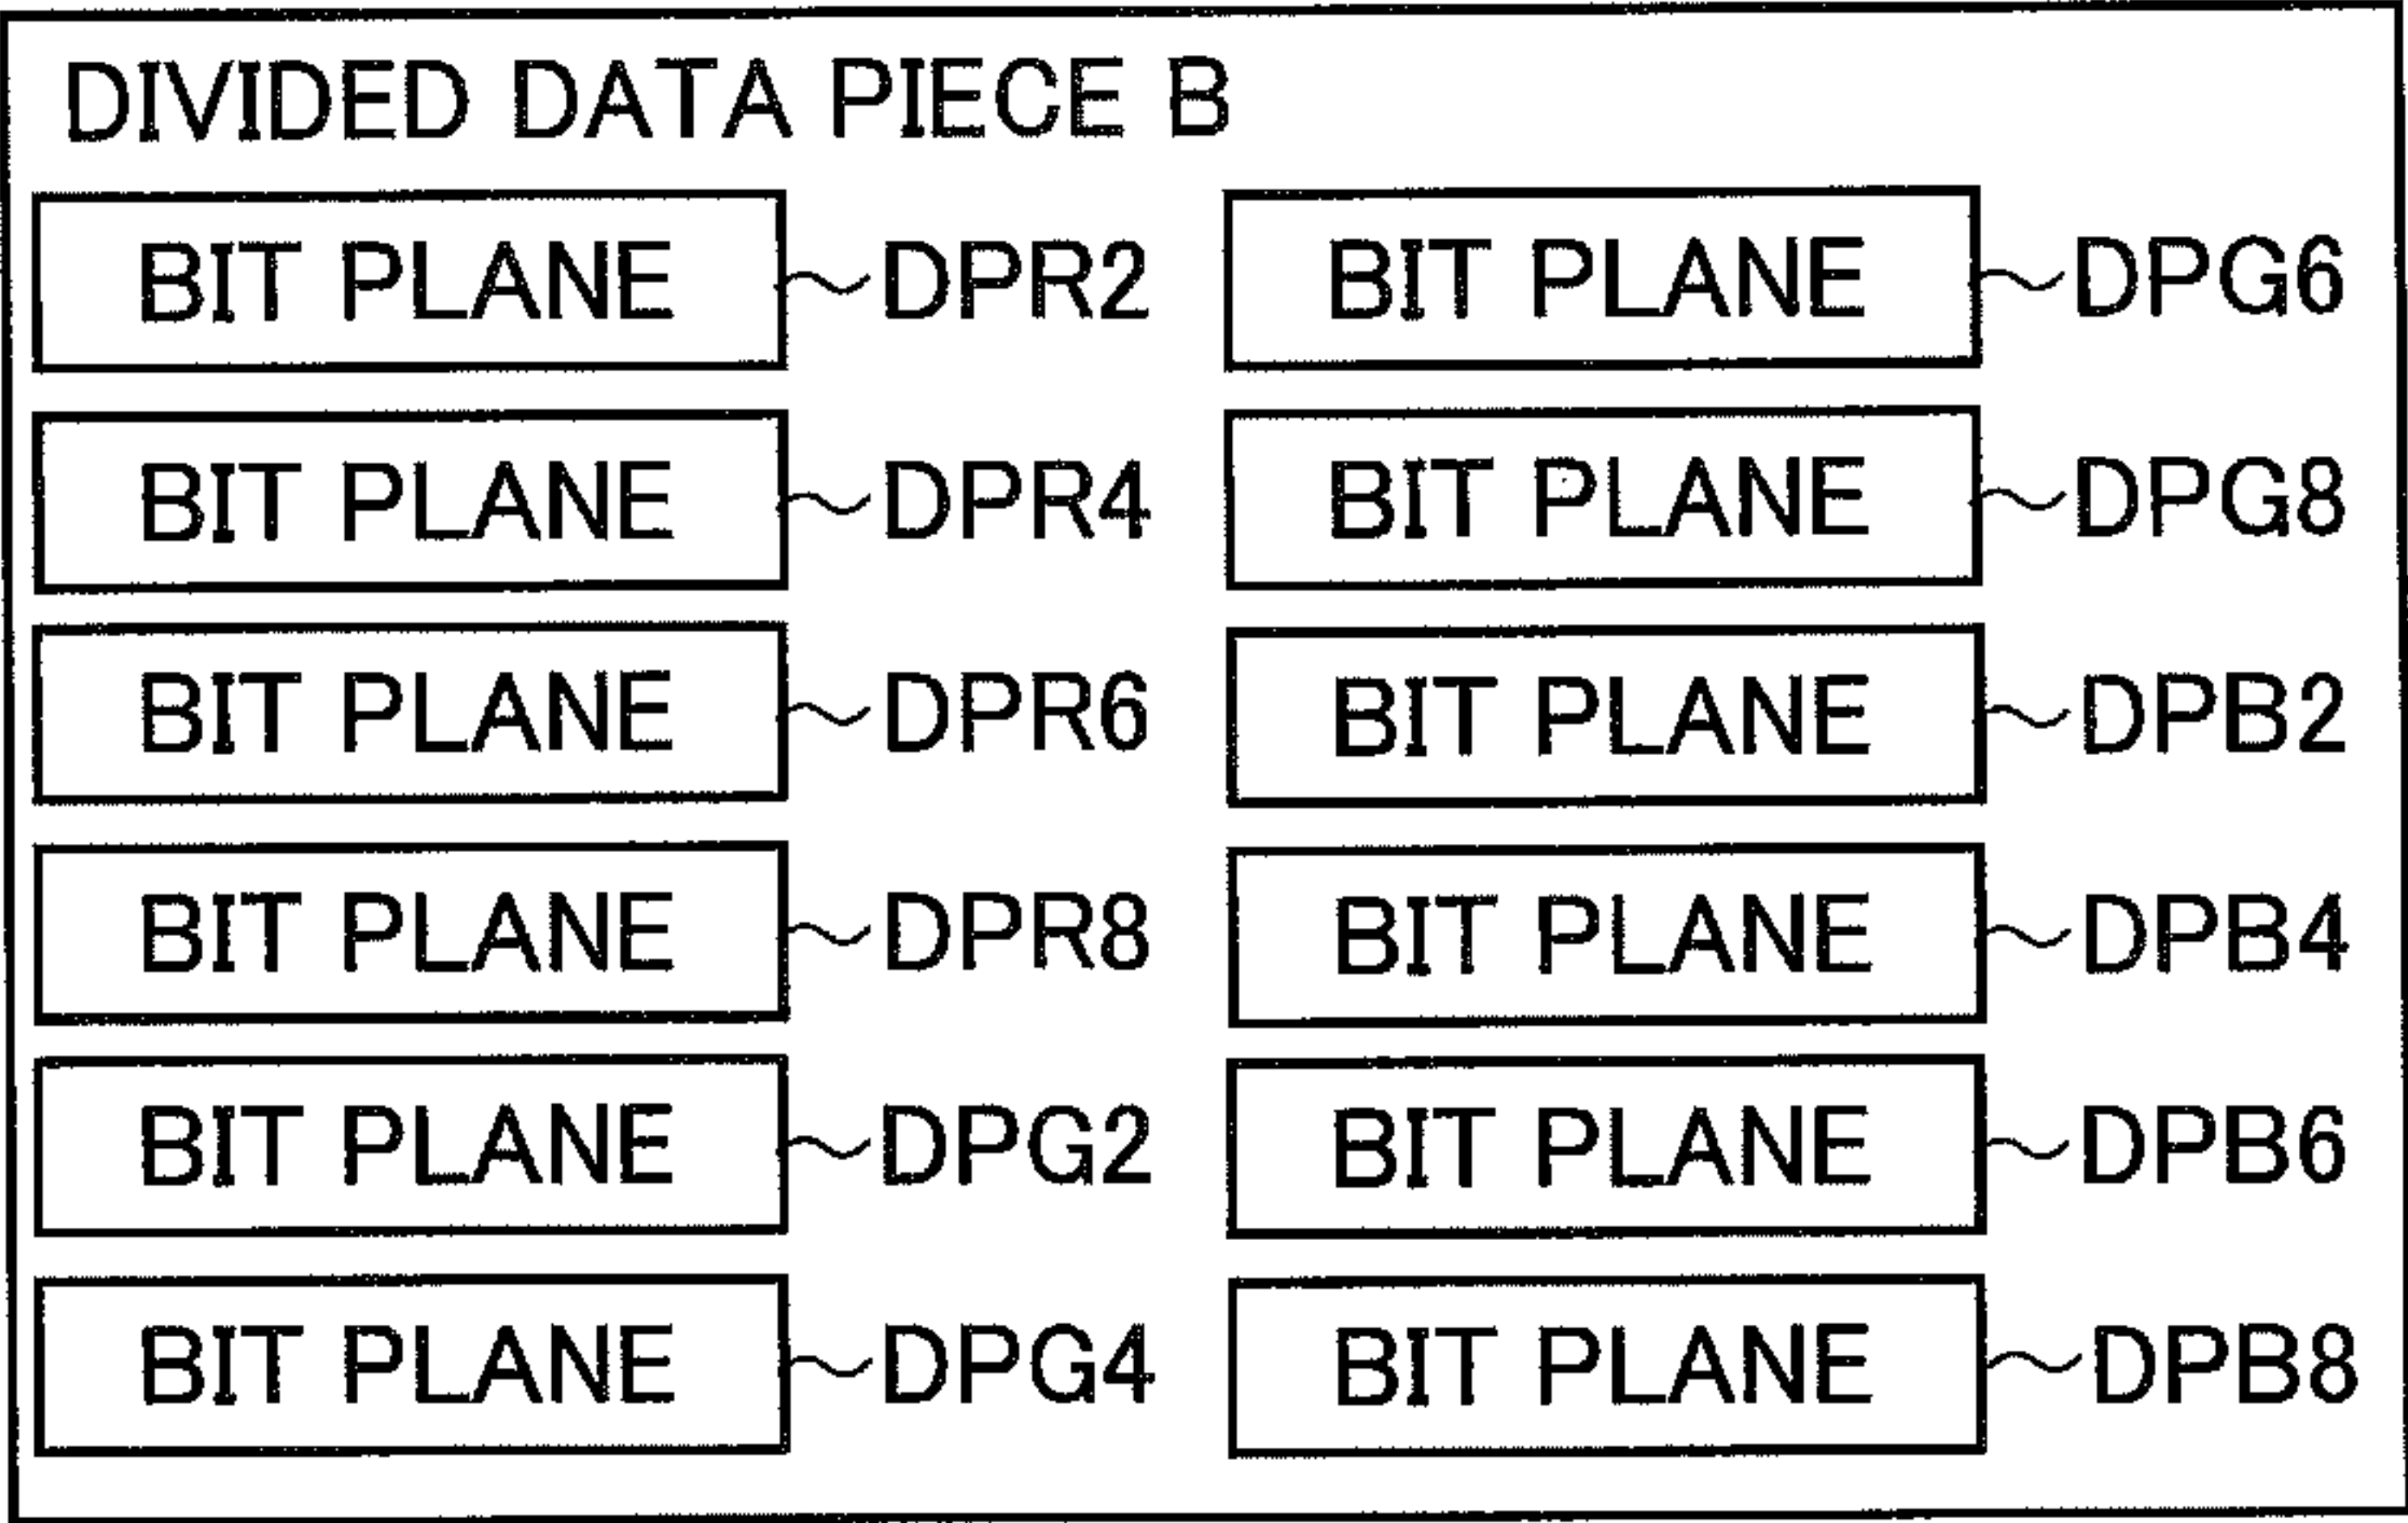 DIVIDED DATA PIECE B
BIT PLANE DPR2
BIT PLANE DPR4
BIT PLANE DPR6
BIT PLANE DPR8
BIT PLANE DPG2
BIT PLANE DPG4
BIT PLANE DPG6
BIT PLANE DPG8
BIT PLANE DPB2
BIT PLANE DPB4
BIT PLANE DPB6
BIT PLANE DPB8